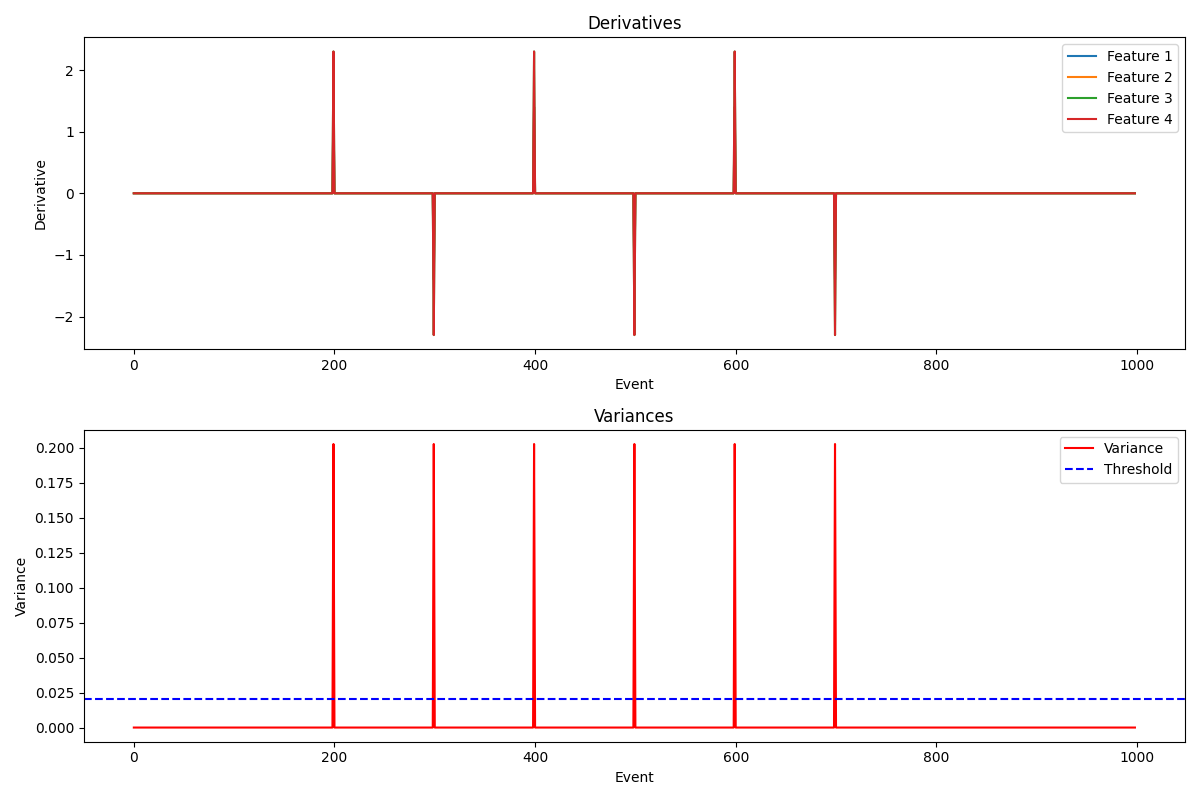 Derivatives
2
1
0
−1
−2
Derivative
Feature 1
Feature 2
Feature 3
Feature 4
0 200 400 600 800 1000
Event
Variances
0.200
0.175
0.150
0.125
0.100
0.075
0.050
0.025
0.000
Variance
Variance
Threshold
0 200 400 600 800 1000
Event